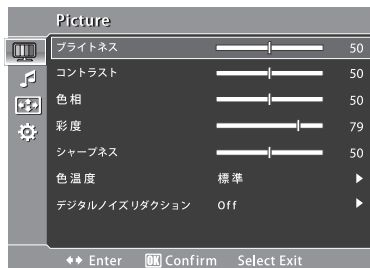 Picture
ブライトネス 50
コントラスト 50
色相 50
彩度 79
シャープネス 50
色温度 標準
デジタルノイズリダクション Off
Enter OK Confirm Select Exit